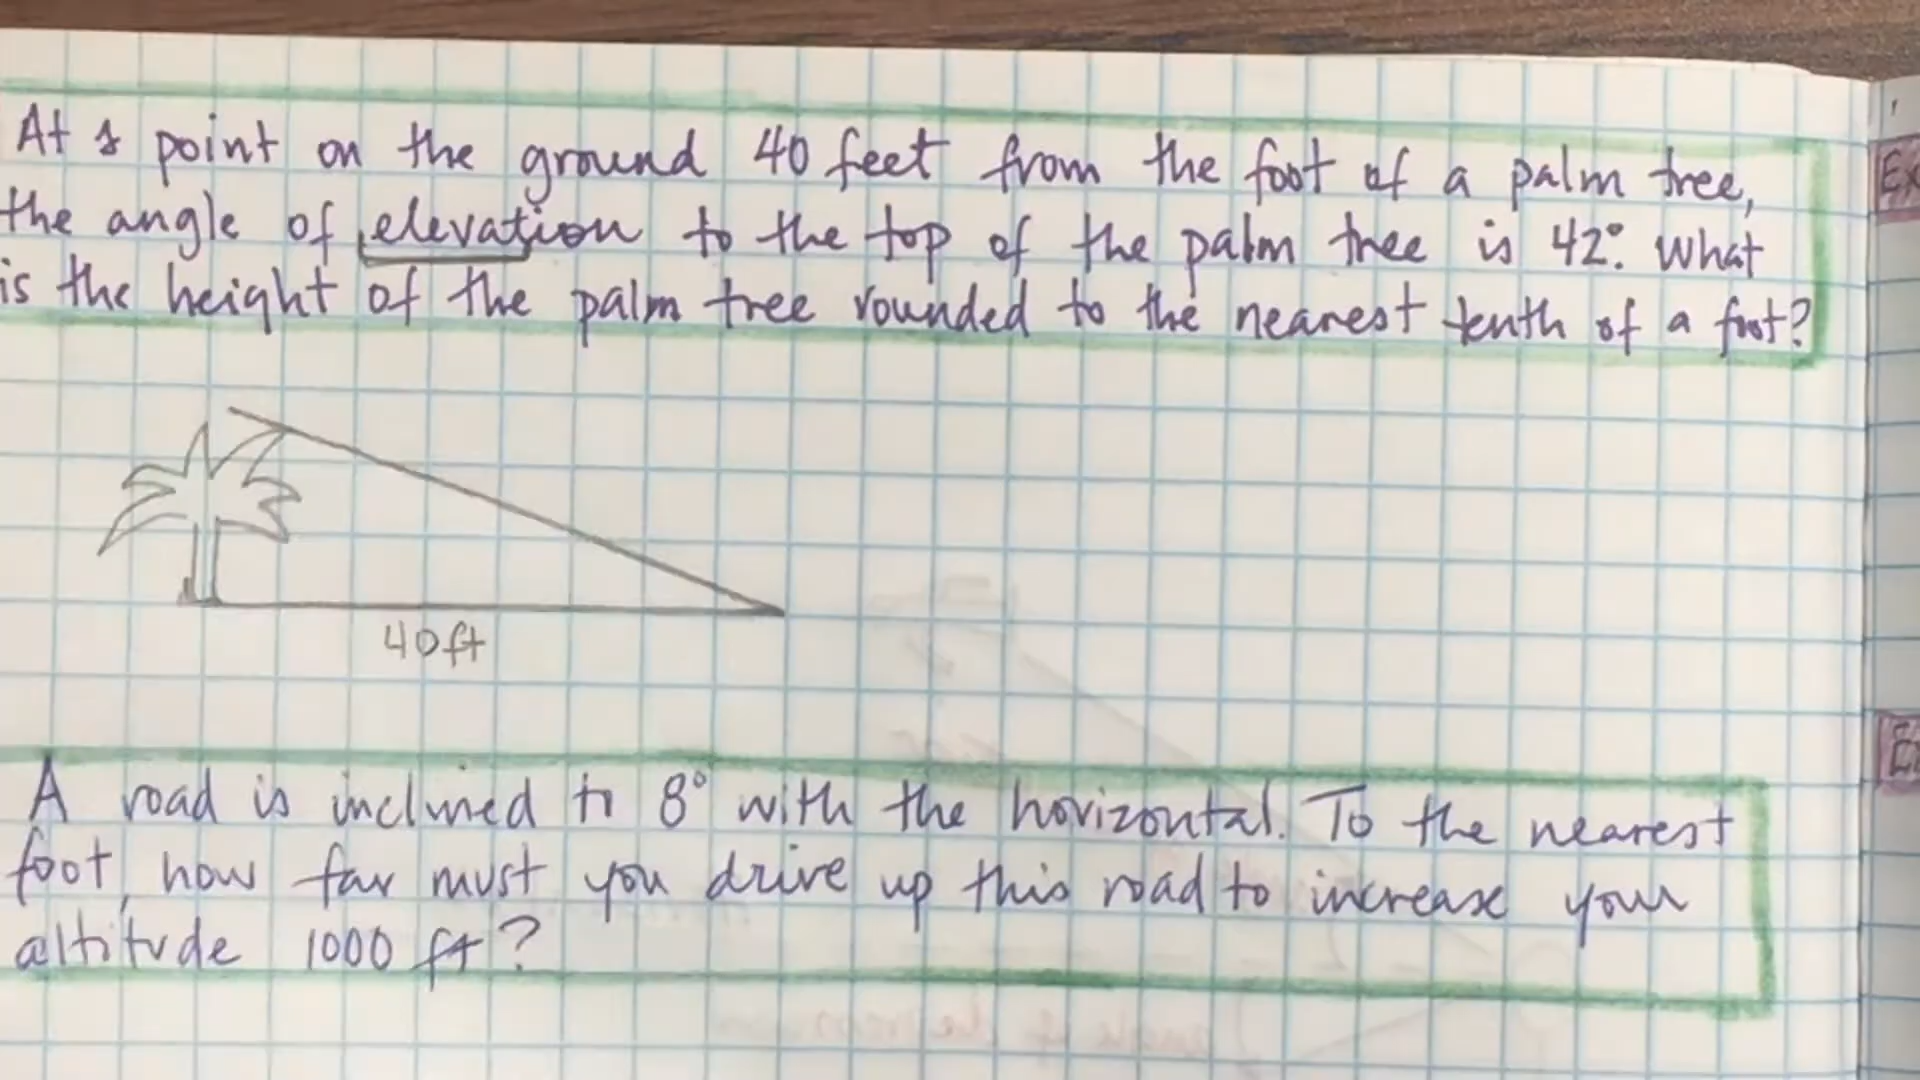 At a point on the ground 40 feet from the foot of a palm tree,
the angle of elevation to the top of the palm tree is 42°. What
is the height of the palm tree rounded to the nearest tenth of a foot?
40ft
A road is inclined to 8° with the horizontal. To the nearest
foot, how far must you drive up this road to increase your
altitude 1000 ft?